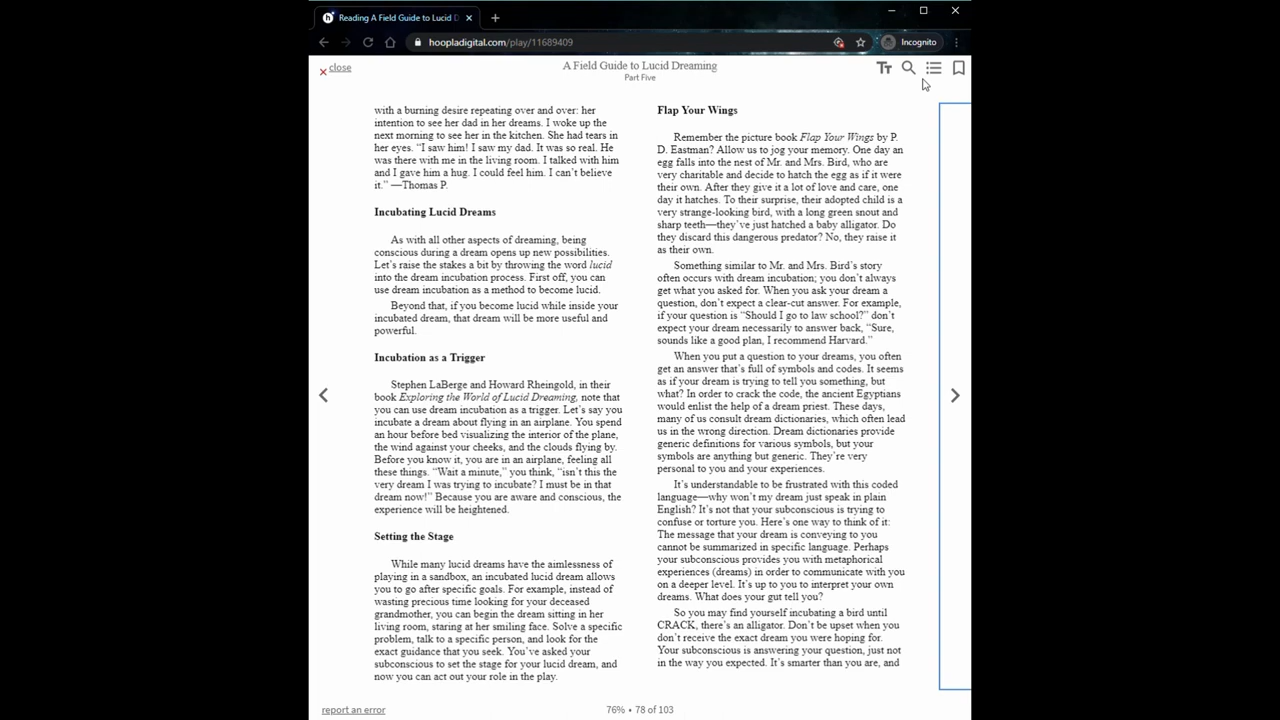 Reading A Field Guide to Lucid D
hoopladigital.com/play/11689409
Incognito
close
A Field Guide to Lucid Dreaming
Part Five
with a burning desire repeating over and over: her
intention to see her dad in her dreams. I woke up the
next morning to see her in the kitchen. She had tears in
her eyes. “I saw him! I saw my dad. It was so real. He
was there with me in the living room. I talked with him
and I gave him a hug. I could feel him. I can’t believe
it.” —Thomas P.
Incubating Lucid Dreams
As with all other aspects of dreaming, being
conscious during a dream opens up new possibilities.
Let’s raise the stakes a bit by throwing the word lucid
into the dream incubation process. First off, you can
use dream incubation as a method to become lucid.
Beyond that, if you become lucid while inside your
incubated dream, that dream will be more useful and
powerful.
Incubation as a Trigger
Stephen LaBerge and Howard Rheingold, in their
book Exploring the World of Lucid Dreaming, note that
you can use dream incubation as a trigger. Let’s say you
incubate a dream about flying in an airplane. You spend
an hour before bed visualizing the interior of the plane,
the wind against your cheeks, and the clouds flying by.
Before you know it, you are in an airplane, feeling all
these things. “Wait a minute,” you think, “isn’t this the
very dream I was trying to incubate? I must be in that
dream now!” Because you are aware and conscious, the
experience will be heightened.
Setting the Stage
While many lucid dreams have the aimlessness of
playing in a sandbox, an incubated lucid dream allows
you to go after specific goals. For example, instead of
wasting precious time looking for your deceased
grandmother, you can begin the dream sitting in her
living room, staring at her smiling face. Solve a specific
problem, talk to a specific person, and look for the
exact guidance that you seek. You’ve asked your
subconscious to set the stage for your lucid dream, and
now you can act out your role in the play.
Flap Your Wings
Remember the picture book Flap Your Wings by P.
D. Eastman? Allow us to jog your memory. One day an
egg falls into the nest of Mr. and Mrs. Bird, who are
very charitable and decide to hatch the egg as if it were
their own. After they give it a lot of love and care, one
day it hatches. To their surprise, their adopted child is a
very strange-looking bird, with a long green snout and
sharp teeth—they’ve just hatched a baby alligator. Do
they discard this dangerous predator? No, they raise it
as their own.
Something similar to Mr. and Mrs. Bird’s story
often occurs with dream incubation; you don’t always
get what you asked for. When you ask your dream a
question, don’t expect a clear-cut answer. For example,
if your question is “Should I go to law school?” don’t
expect your dream necessarily to answer back, “Sure,
sounds like a good plan, I recommend Harvard.”
When you put a question to your dreams, you often
get an answer that’s full of symbols and codes. It seems
as if your dream is trying to tell you something, but
what? In order to crack the code, the ancient Egyptians
would enlist the help of a dream priest. These days,
many of us consult dream dictionaries, which often lead
us in the wrong direction. Dream dictionaries provide
generic definitions for various symbols, but your
symbols are anything but generic. They’re very
personal to you and your experiences.
It’s understandable to be frustrated with this coded
language—why won’t my dream just speak in plain
English? It’s not that your subconscious is trying to
confuse or torture you. Here’s one way to think of it:
The message that your dream is conveying to you
cannot be summarized in specific language. Perhaps
your subconscious provides you with metaphorical
experiences (dreams) in order to communicate with you
on a deeper level. It’s up to you to interpret your own
dreams. What does your gut tell you?
So you may find yourself incubating a bird until
CRACK, there’s an alligator. Don’t be upset when you
don’t receive the exact dream you were hoping for.
Your subconscious is answering your question, just not
in the way you expected. It’s smarter than you are, and
report an error
76% • 78 of 103